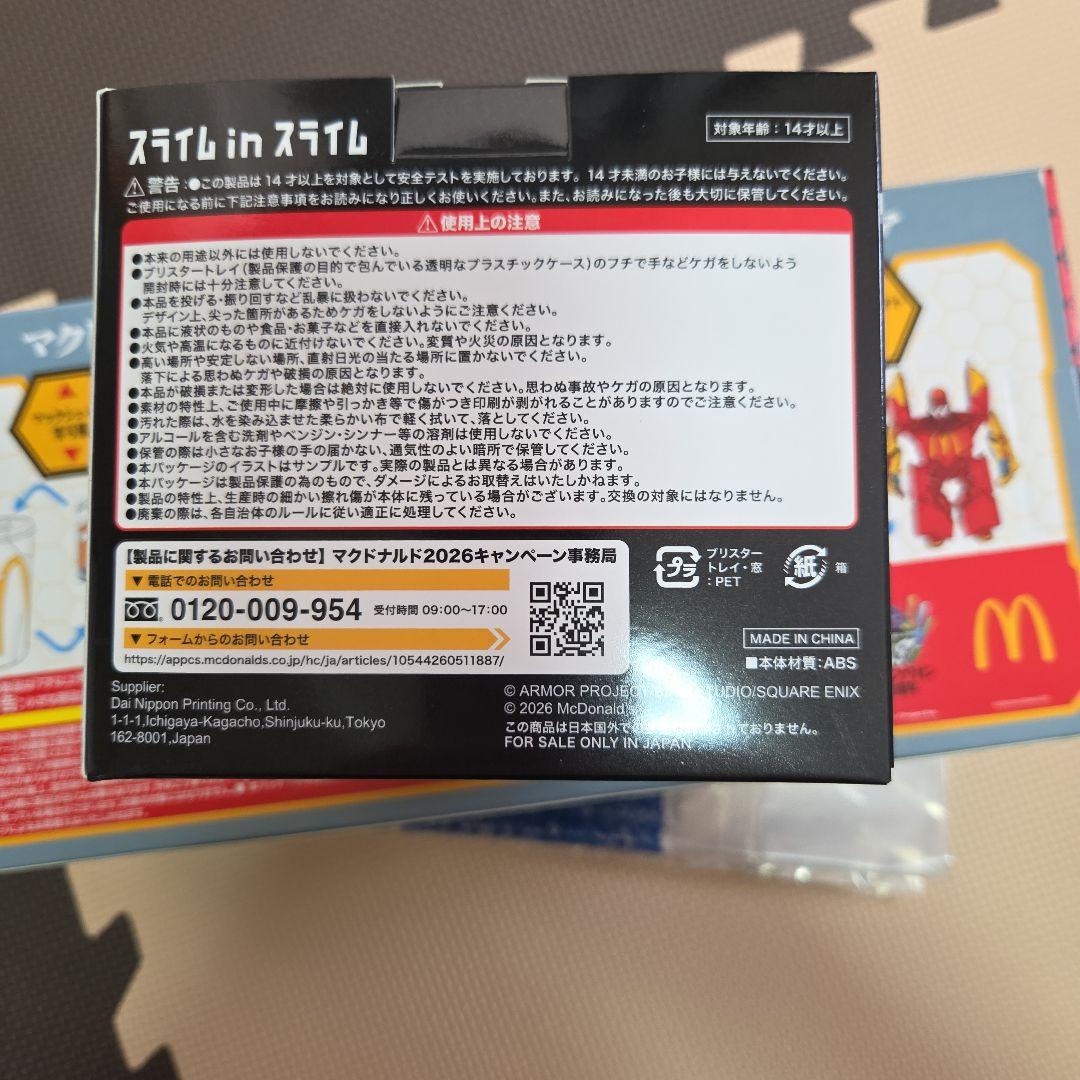 スライム in スライム
対象年齢：14才以上
警告：●この製品は14才以上を対象として安全テストを実施しております。14才未満のお子様には与えないでください。
ご使用になる前に下記注意事項をお読みになり正しくお使いください。また、お読みになった後も大切に保管してください。
使用上の注意
●本来の用途以外には使用しないでください。
●ブリスタートレイ(製品保護の目的で包んでいる透明なプラスチックケース)のフチで手などケガをしないよう
開封時には十分注意してください。
●本品を投げる・振り回すなど乱暴に扱わないでください。
デザイン上、尖った箇所があるためケガをしないようにご注意ください。
●本品に液状のものや食品・お菓子などを直接入れないでください。
●火気や高温になるものに近付けないでください。変質や火災の原因となります。
●高い場所や安定しない場所、直射日光の当たる場所に置かないでください。
落下による思わぬケガや破損の原因となります。
●本品が破損または変形した場合は絶対に使用しないでください。思わぬ事故やケガの原因となります。
●素材の特性上、ご使用中に摩擦や引っかき等で傷がつき印刷が剥がれることがありますのでご注意ください。
●汚れた際は、水を染み込ませた柔らかい布で軽く拭いて、落としてください。
●アルコールを含む洗剤やベンジン・シンナー等の溶剤は使用しないでください。
●保管の際は小さなお子様の手の届かない、通気性のよい暗所で保管してください。
●本パッケージのイラストはサンプルです。実際の製品とは異なる場合があります。
●本パッケージは製品保護の為のもので、ダメージによるお取替えはいたしかねます。
●製品の特性上、生産時の細かい擦れ傷が本体に残っている場合がございます。交換の対象にはなりません。
●廃棄の際は、各自治体のルールに従い適正に処理してください。
【製品に関するお問い合わせ】マクドナルド2026キャンペーン事務局
▼電話でのお問い合わせ
0120-009-954 受付時間 09:00〜17:00
▼フォームからのお問い合わせ
https://appcs.mcdonalds.co.jp/hc/ja/articles/10544260511887/
プラ
ブリスター
トレイ・窓
：PET
紙
箱
MADE IN CHINA
■本体材質：ABS
Supplier:
Dai Nippon Printing Co., Ltd.
1-1-1,Ichigaya-Kagacho,Shinjuku-ku,Tokyo
162-8001,Japan
© ARMOR PROJECT/BI TUDIO/SQUARE ENIX
© 2026 McDonald's
この商品は日本国外で ておりません。
FOR SALE ONLY IN JAPAN
マク